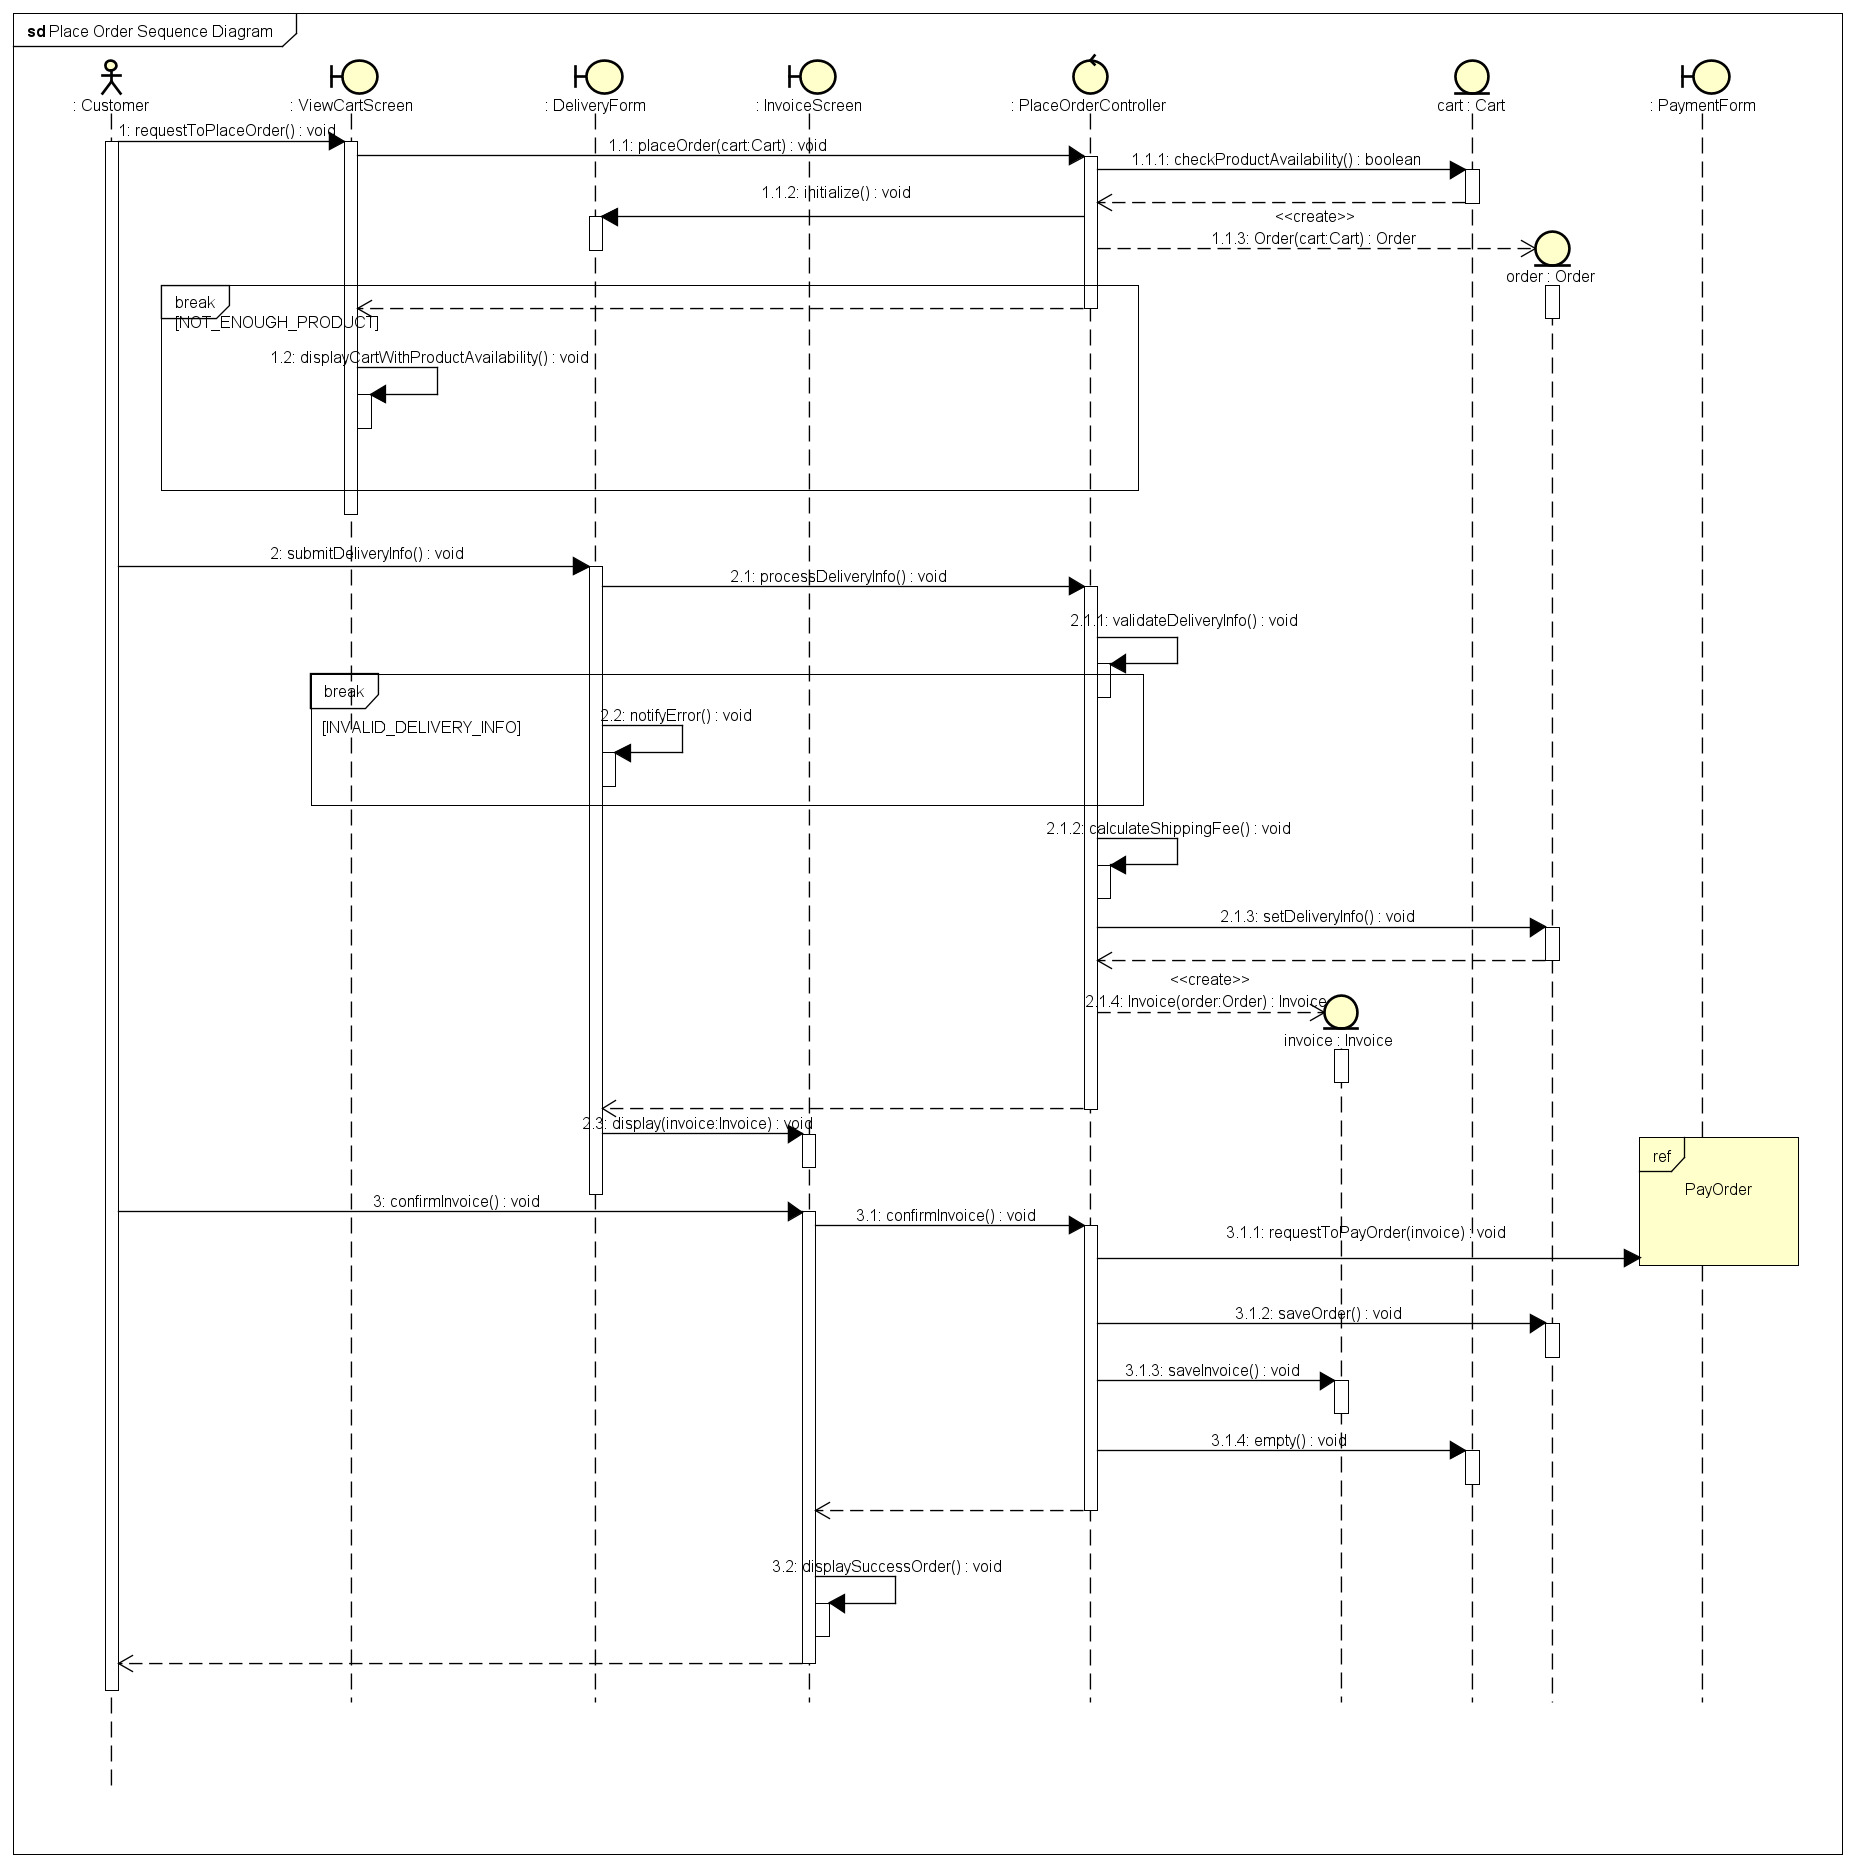 sd Place Order Sequence Diagram
: Customer
: ViewCartScreen
: DeliveryForm
: InvoiceScreen
: PlaceOrderController
cart : Cart
: PaymentForm
1: requestToPlaceOrder() : void
1.1: placeOrder(cart:Cart) : void
1.1.1: checkProductAvailability() : boolean
1.1.2: initialize() : void
<<create>>
1.1.3: Order(cart:Cart) : Order
order : Order
break
[NOT_ENOUGH_PRODUCT]
1.2: displayCartWithProductAvailability() : void
2: submitDeliveryInfo() : void
2.1: processDeliveryInfo() : void
2.1.1: validateDeliveryInfo() : void
break
[INVALID_DELIVERY_INFO]
2.2: notifyError() : void
2.1.2: calculateShippingFee() : void
2.1.3: setDeliveryInfo() : void
<<create>>
2.1.4: Invoice(order:Order) : Invoice
invoice : Invoice
2.3: display(invoice:Invoice) : void
ref
PayOrder
3: confirmInvoice() : void
3.1: confirmInvoice() : void
3.1.1: requestToPayOrder(invoice) : void
3.1.2: saveOrder() : void
3.1.3: saveInvoice() : void
3.1.4: empty() : void
3.2: displaySuccessOrder() : void